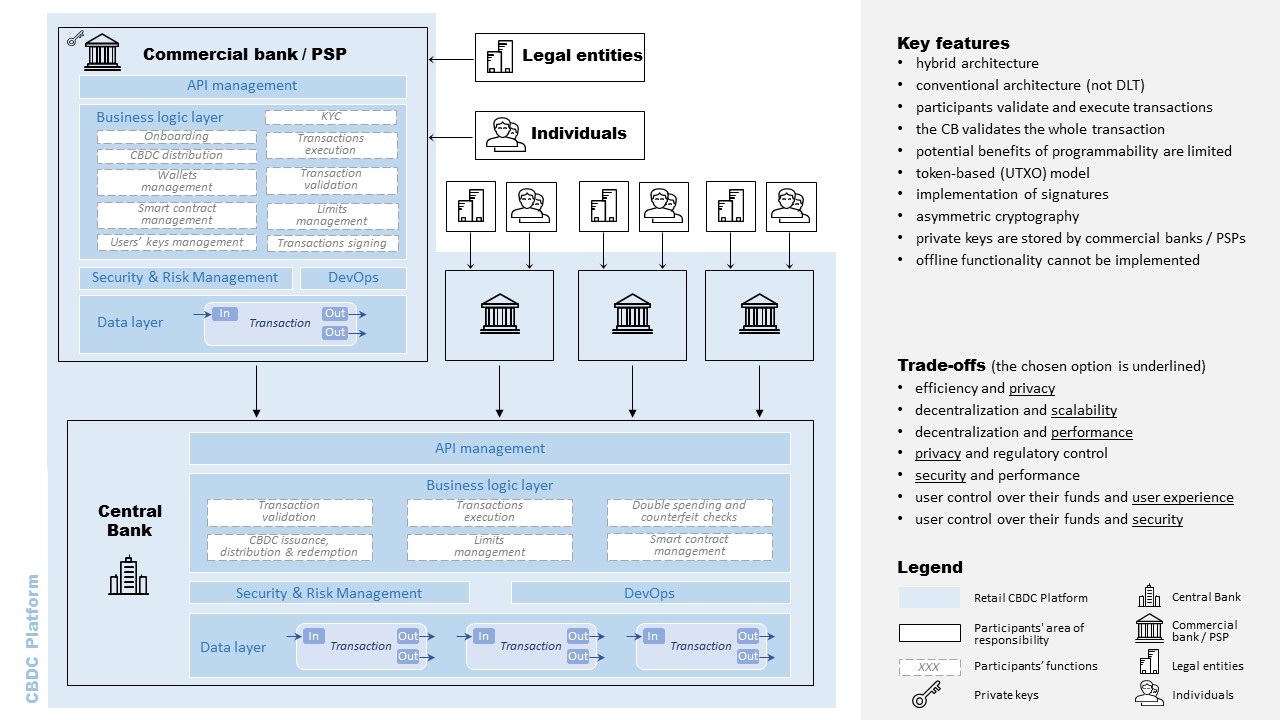 Commercial bank / PSP
API management
Business logic layer
Onboarding
CBDC distribution
Wallets
management
Smart contract
management
Users' keys management
KYC
Transactions
execution
Transaction
validation
Limits
management
Transactions signing
Security & Risk Management
DevOps
Data layer
In
Transaction
Out
Out
Legal entities
Individuals
Central
Bank
API management
Business logic layer
Transaction
validation
Transactions
execution
Double spending and
counterfeit checks
CBDC issuance,
distribution & redemption
Limits
management
Smart contract
management
Security & Risk Management
DevOps
Data layer
In
Transaction
Out
Out
In
Transaction
Out
Out
In
Transaction
Out
Out
CBDC Platform
Key features
• hybrid architecture
• conventional architecture (not DLT)
• participants validate and execute transactions
• the CB validates the whole transaction
• potential benefits of programmability are limited
• token-based (UTXO) model
• implementation of signatures
• asymmetric cryptography
• private keys are stored by commercial banks / PSPs
• offline functionality cannot be implemented
Trade-offs (the chosen option is underlined)
• efficiency and privacy
• decentralization and scalability
• decentralization and performance
• privacy and regulatory control
• security and performance
• user control over their funds and user experience
• user control over their funds and security
Legend
Retail CBDC Platform
Participants' area of
responsibility
XXX
Participants' functions
Private keys
Central Bank
Commercial
bank / PSP
Legal entities
Individuals